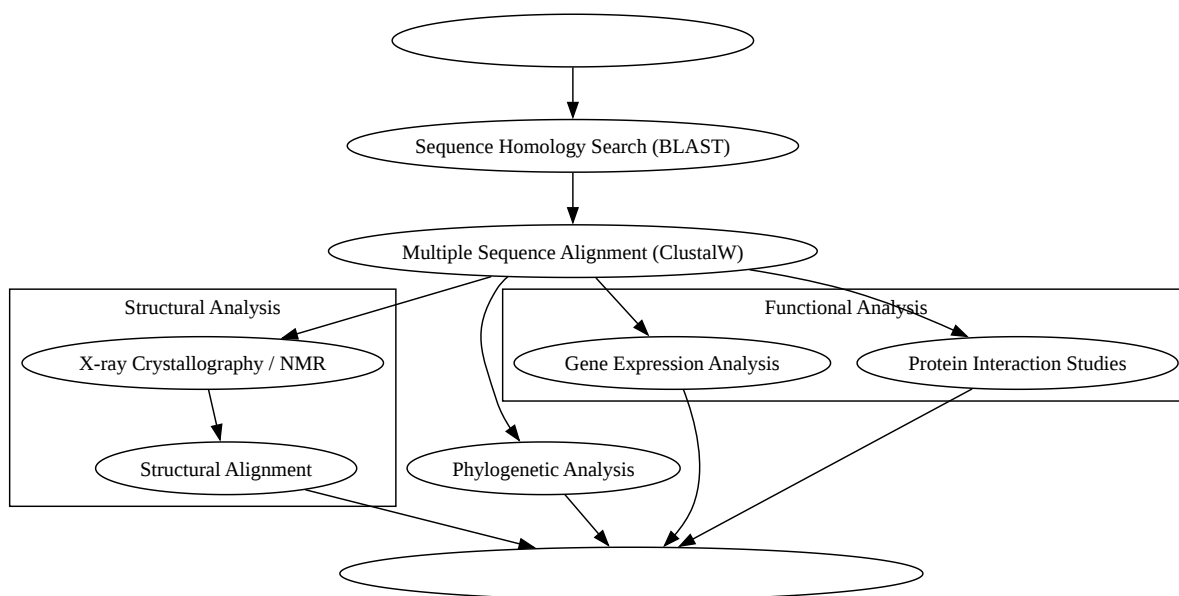 Sequence Homology Search (BLAST)
Multiple Sequence Alignment (ClustalW)
Structural Analysis
Functional Analysis
X-ray Crystallography / NMR
Gene Expression Analysis
Protein Interaction Studies
Structural Alignment
Phylogenetic Analysis